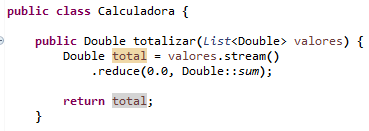 public class Calculadora {
public Double totalizar(List<Double> valores) {
Double total = valores.stream()
.reduce(0.0, Double::sum);
return total;
}